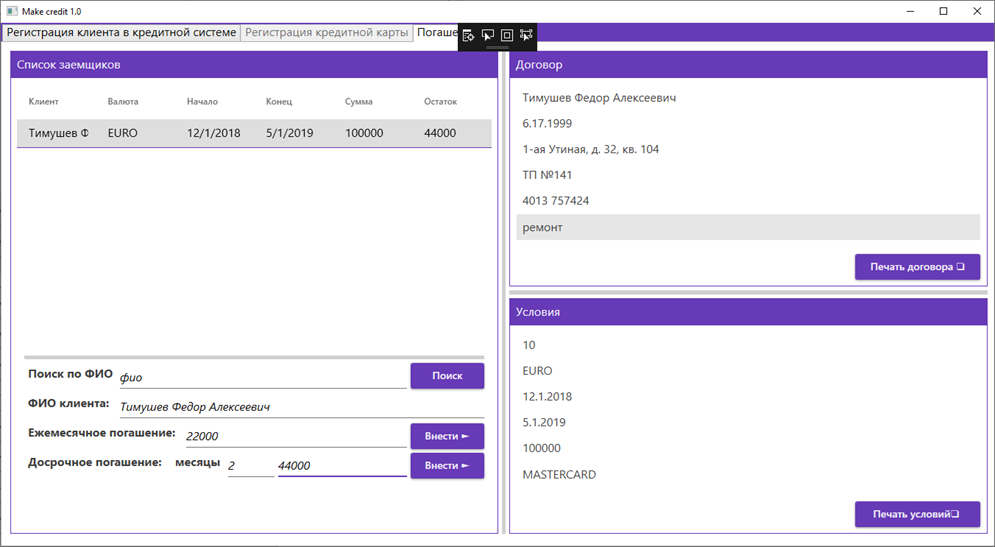 Make credit 1.0
Регистрация клиента в кредитной системе Регистрация кредитной карты Погаше
Список заемщиков
Клиент Валюта Начало Конец Сумма Остаток
Тимушев Ф EURO 12/1/2018 5/1/2019 100000 44000
Поиск по ФИО фио Поиск
ФИО клиента: Тимушев Федор Алексеевич
Ежемесячное погашение: 22000 Внести ►
Досрочное погашение: месяцы 2 44000 Внести ►
Договор
Тимушев Федор Алексеевич
6.17.1999
1-ая Утиная, д. 32, кв. 104
ТП №141
4013 757424
ремонт
Печать договора ❏
Условия
10
EURO
12.1.2018
5.1.2019
100000
MASTERCARD
Печать условий❏